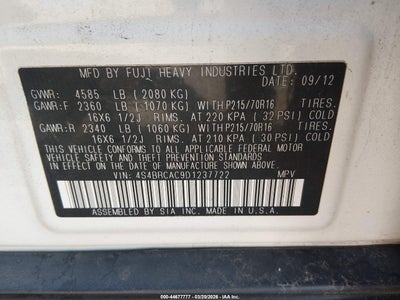 MFD BY FUJI HEAVY INDUSTRIES LTD.
DATE: 09/12
GVWR: 4585 LB (2080 KG)
GAWR:F 2360 LB (1070 KG) WITH P215/70R16 TIRES.
16X6 1/2J RIMS. AT 220 KPA (32 PSI) COLD
GAWR:R 2340 LB (1060 KG) WITH P215/70R16 TIRES.
16X6 1/2J RIMS. AT 210 KPA (30 PSI) COLD
THIS VEHICLE CONFORMS TO ALL APPLICABLE FEDERAL
MOTOR VEHICLE SAFETY AND THEFT PREVENTION
STANDARDS IN EFFECT ON THE DATE OF
MANUFACTURE SHOWN ABOVE.
VIN: 4S4BRCAC9D1237722 MPV
ASSEMBLED BY SIA INC. IN U.S.A.
000-44677777 - 03/20/2026 - IAA Inc.